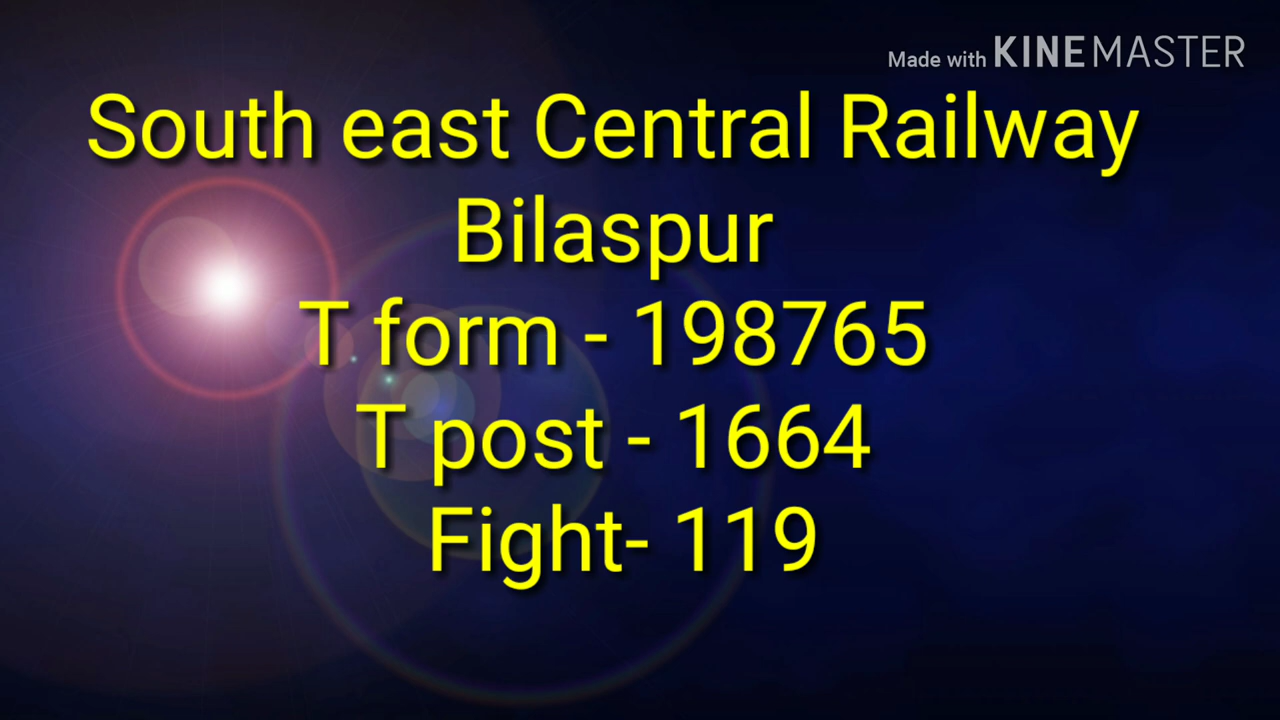 Made with KINEMASTER
South east Central Railway
Bilaspur
T form - 198765
T post - 1664
Fight- 119